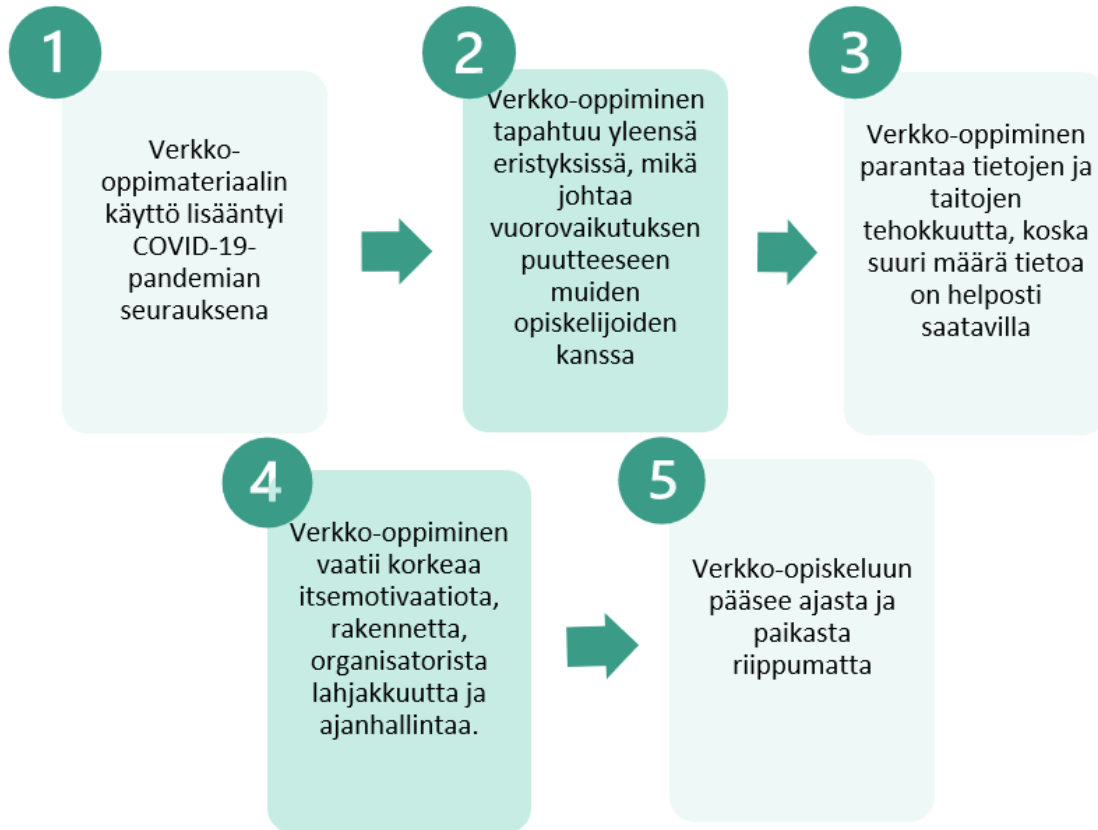 1
Verkko-
oppimateriaalin
käyttö lisääntyi
COVID-19-
pandemian
seurauksena
2
Verkko-oppiminen
tapahtuu yleensä
eristyksissä, mikä
johtaa
vuorovaikutuksen
puutteeseen
muiden
opiskelijoiden
kanssa
3
Verkko-oppiminen
parantaa tietojen ja
taitojen
tehokkuutta, koska
suuri määrä tietoa
on helposti
saatavilla
4
Verkko-oppiminen
vaatii korkeaa
itsemotivaatiota,
rakennetta,
organisatorista
lahjakkuutta ja
ajanhallintaa.
5
Verkko-opiskeluun
pääsee ajasta ja
paikasta
riippumatta